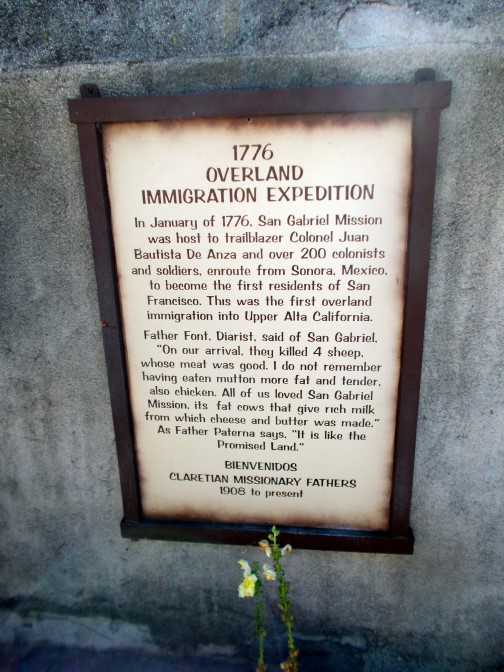 1776
OVERLAND
IMMIGRATION EXPEDITION
In January of 1776, San Gabriel Mission
was host to trailblazer Colonel Juan
Bautista De Anza and over 200 colonists
and soldiers, enroute from Sonora, Mexico,
to become the first residents of San
Francisco. This was the first overland
immigration into Upper Alta California.
Father Font, Diarist, said of San Gabriel,
"On our arrival, they killed 4 sheep,
whose meat was good. I do not remember
having eaten mutton more fat and tender,
also chicken. All of us loved San Gabriel
Mission, its fat cows that give rich milk
from which cheese and butter was made."
As Father Paterna says, "It is like the
Promised Land."
BIENVENIDOS
CLARETIAN MISSIONARY FATHERS
1908 to present